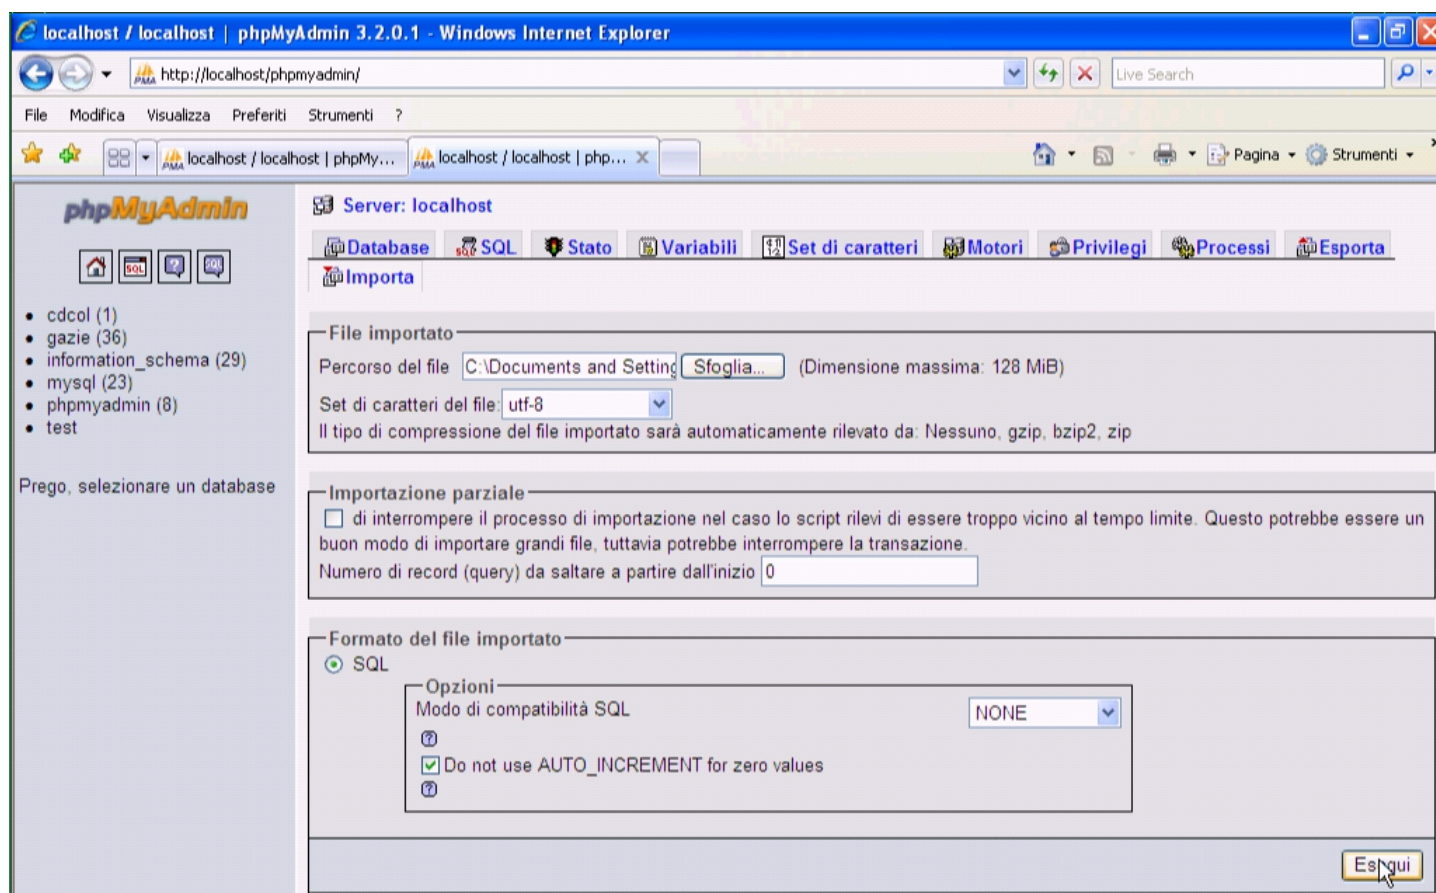 localhost / localhost | phpMyAdmin 3.2.0.1 - Windows Internet Explorer
http://localhost/phpmyadmin/
Live Search
File Modifica Visualizza Preferiti Strumenti ?
localhost / localhost | phpMy... localhost / localhost | php... Pagina Strumenti
phpMyAdmin
SQL
cdcol (1)
gazie (36)
information_schema (29)
mysql (23)
phpmyadmin (8)
test
Prego, selezionare un database
Server: localhost
Database SQL Stato Variabili Set di caratteri Motori Privilegi Processi Esporta
Importa
File importato
Percorso del file C:\Documents and Setting Sfoglia... (Dimensione massima: 128 MiB)
Set di caratteri del file: utf-8
Il tipo di compressione del file importato sarà automaticamente rilevato da: Nessuno, gzip, bzip2, zip
Importazione parziale
di interrompere il processo di importazione nel caso lo script rilevi di essere troppo vicino al tempo limite. Questo potrebbe essere un
buon modo di importare grandi file, tuttavia potrebbe interrompere la transazione.
Numero di record (query) da saltare a partire dall'inizio 0
Formato del file importato
SQL
Opzioni
Modo di compatibilità SQL NONE
Do not use AUTO_INCREMENT for zero values
Esegui